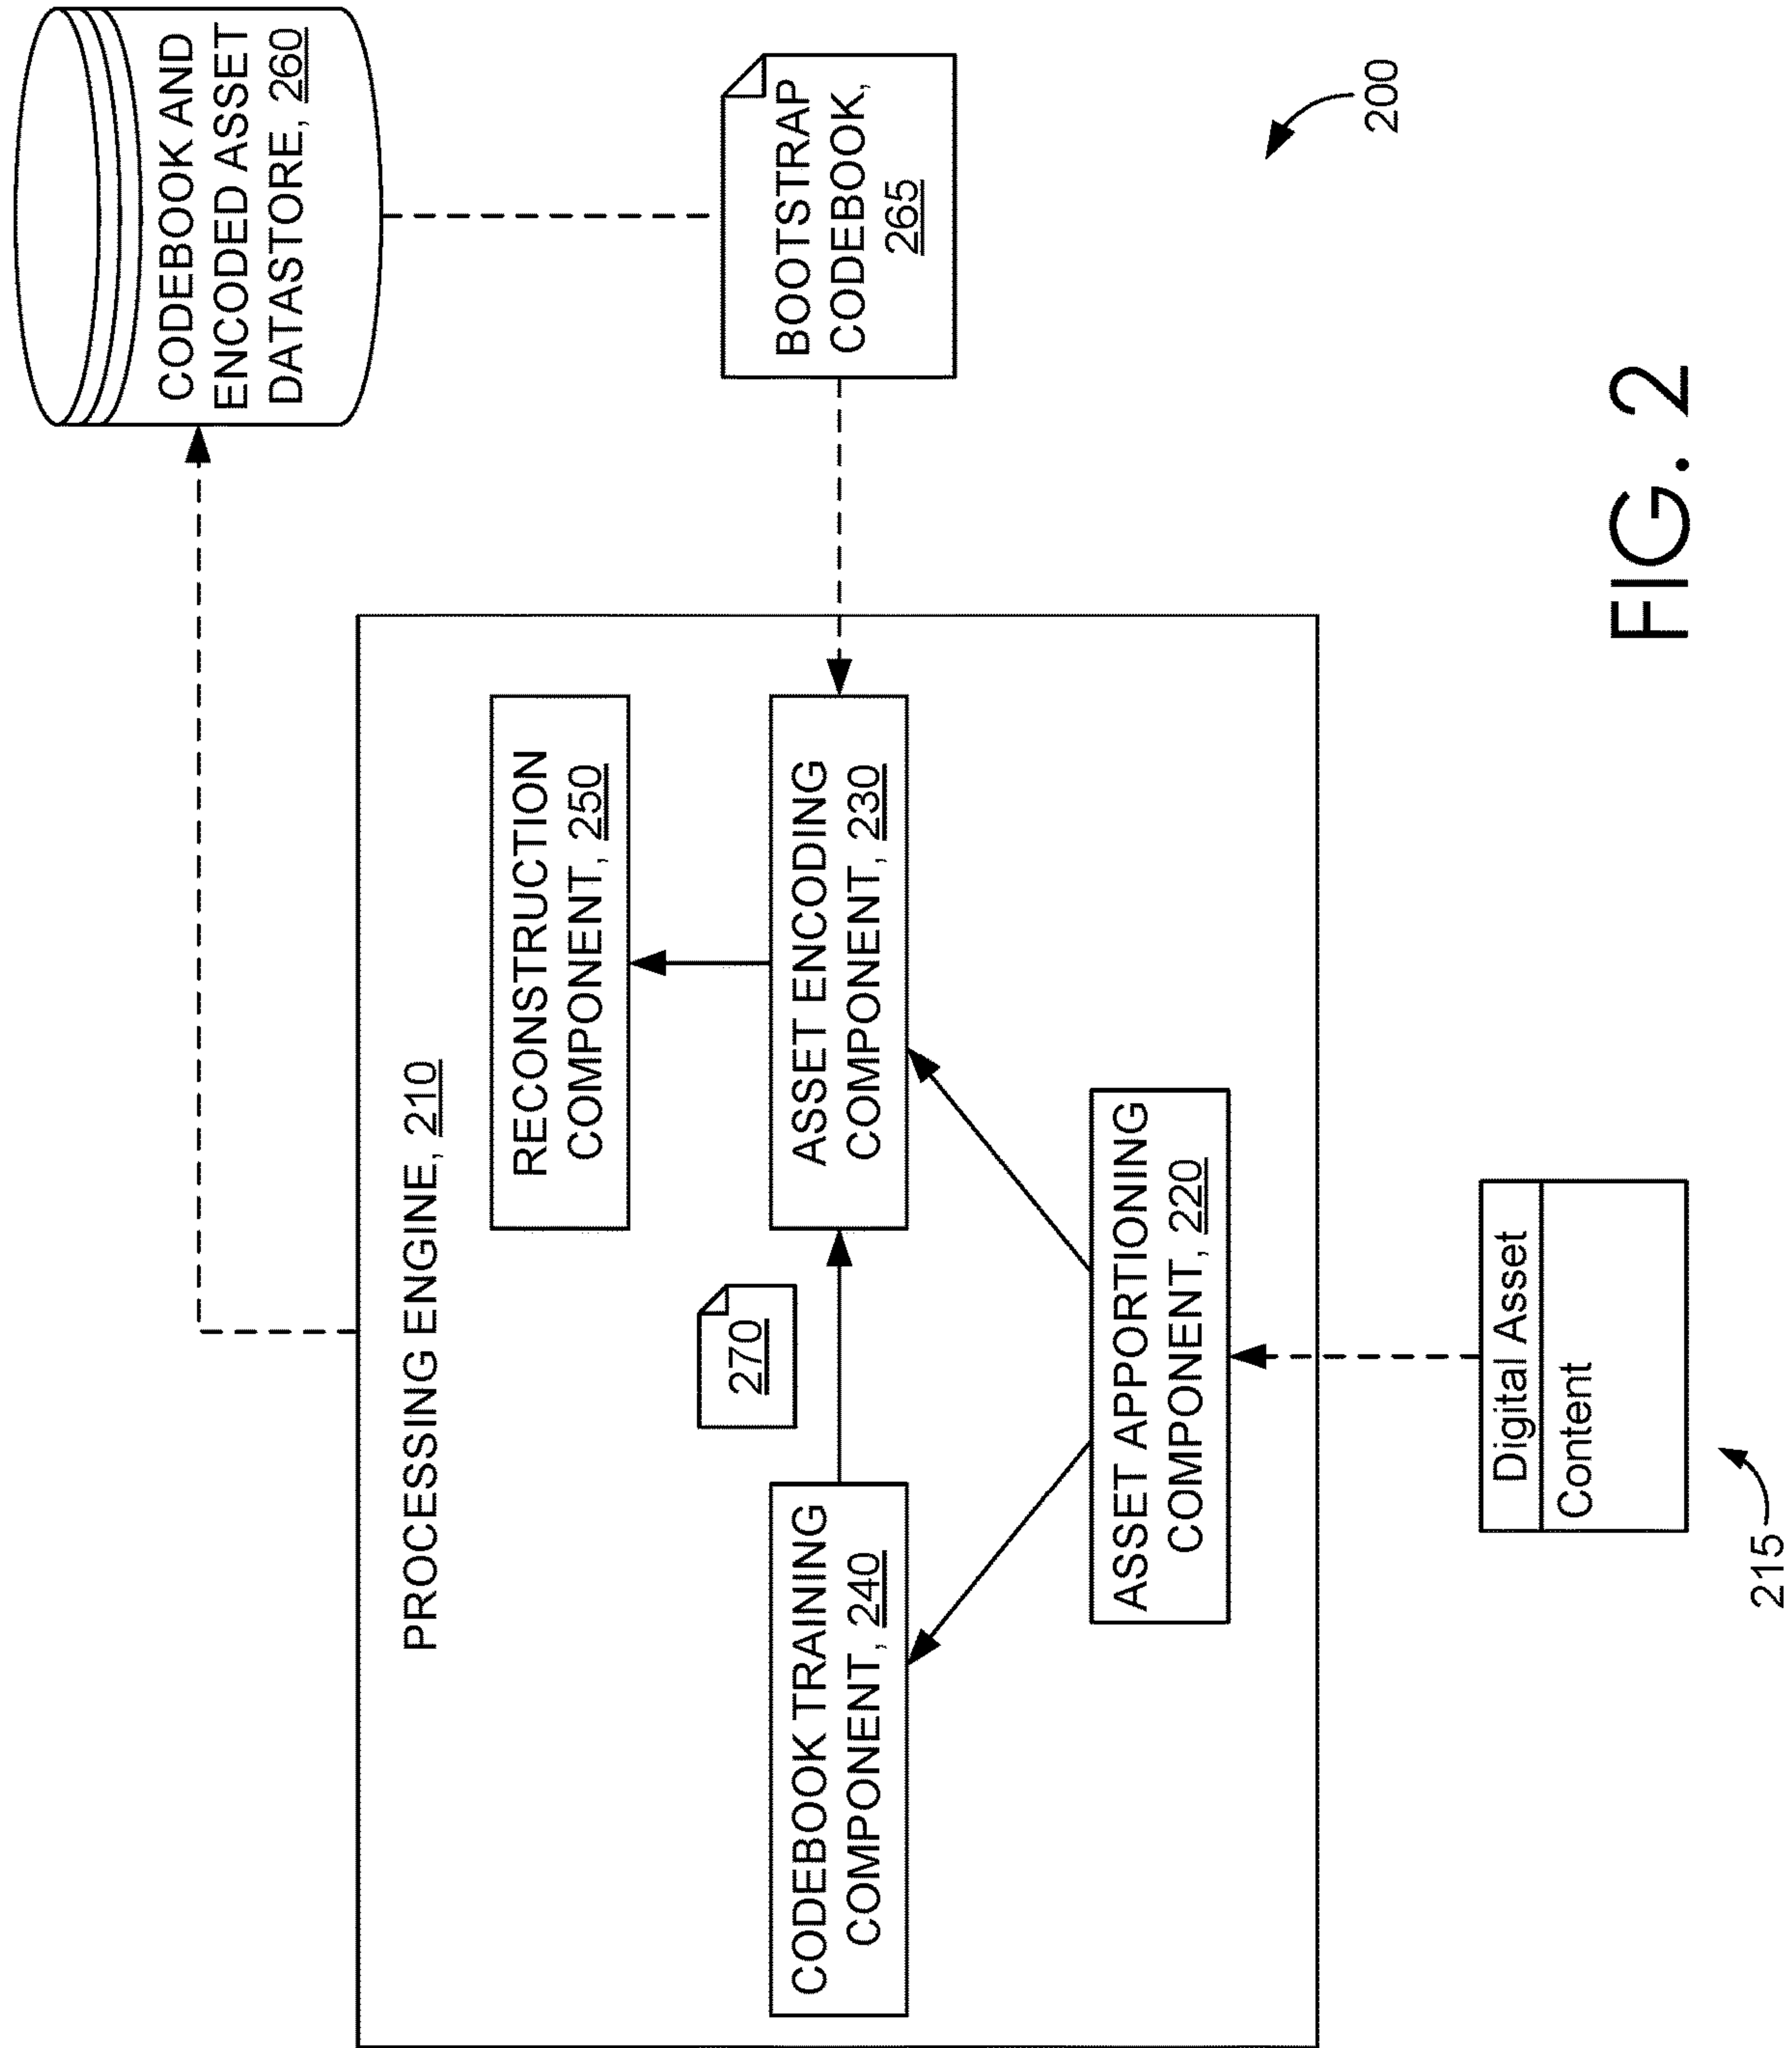 PROCESSING ENGINE, 210
CODEBOOK AND
ENCODED ASSET
DATASTORE, 260
RECONSTRUCTION
COMPONENT, 250
270
CODEBOOK TRAINING
COMPONENT, 240
ASSET ENCODING
COMPONENT, 230
BOOTSTRAP
CODEBOOK,
265
ASSET APPORTIONING
COMPONENT, 220
200
Digital Asset
Content
215
FIG. 2